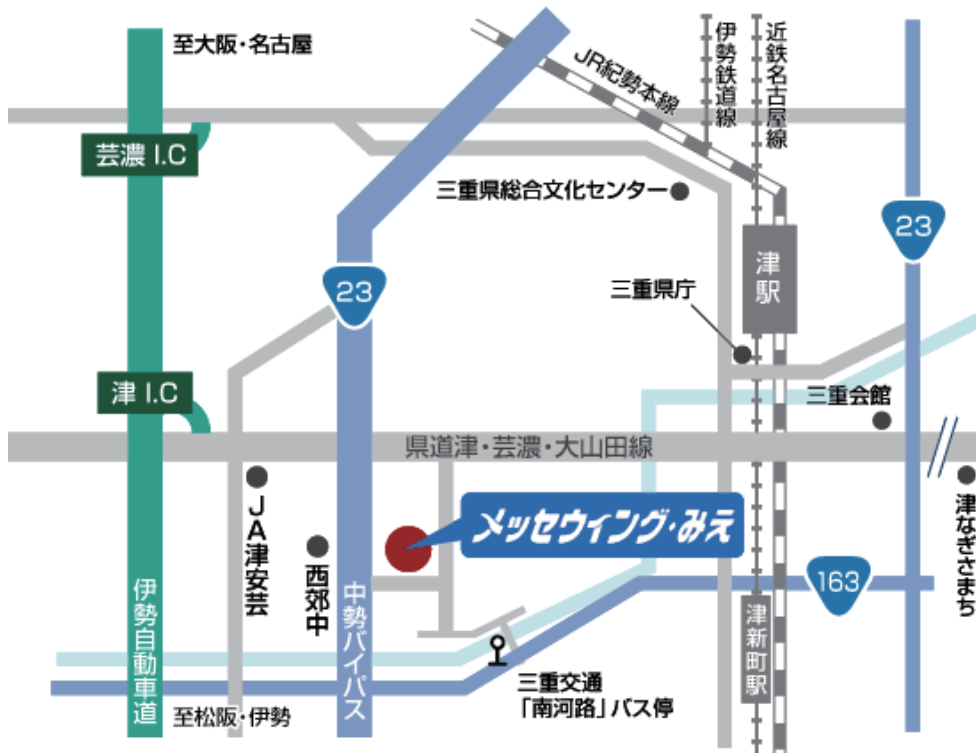 至大阪・名古屋
JR紀勢本線
伊勢鉄道線
近鉄名古屋線
芸濃 I.C
三重県総合文化センター
23
津駅
23
三重県庁
津 I.C
三重会館
県道津・芸濃・大山田線
JA津安芸
西郊中
メッセウィング・みえ
津なぎさまち
伊勢自動車道
中勢バイパス
163
津新町駅
三重交通
「南河路」バス停
至松阪・伊勢